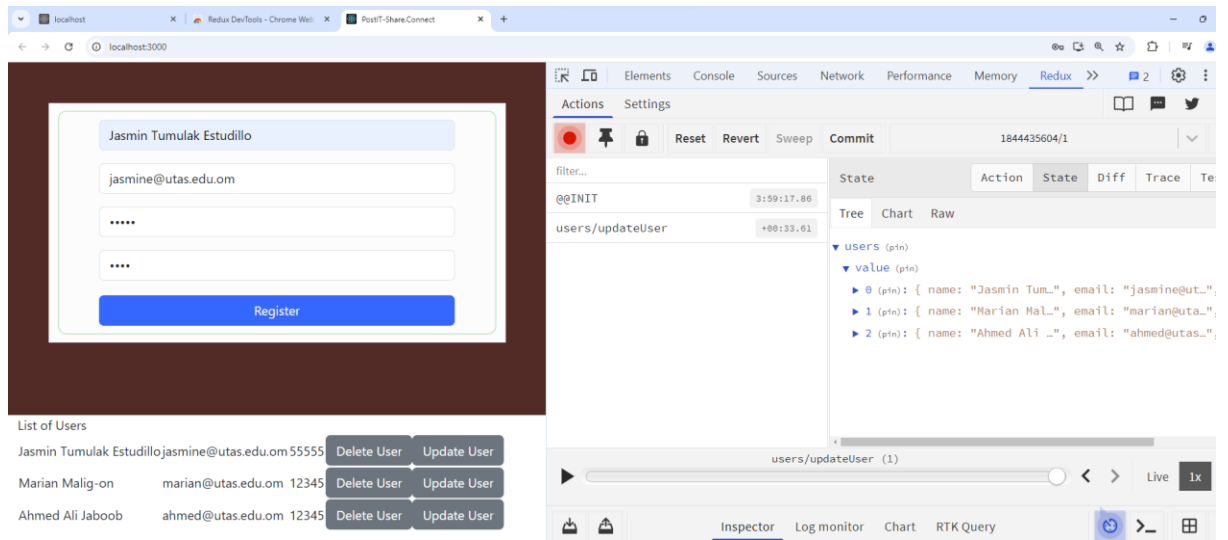 localhost
Redux DevTools - Chrome Web
PostIT-Share.Connect
localhost:3000
Elements Console Sources Network Performance Memory Redux 2
Actions Settings
Reset Revert Sweep Commit 1844435604/1
filter...
@@INIT 3:59:17.86
users/updateUser +00:33.61
State Action State Diff Trace Te
Tree Chart Raw
users (pin)
value (pin)
0 (pin): { name: "Jasmin Tum…", email: "jasmine@ut…",
1 (pin): { name: "Marian Mal…", email: "marian@uta…",
2 (pin): { name: "Ahmed Ali …", email: "ahmed@utas…",
Jasmin Tumulak Estudillo
jasmine@utas.edu.om
•••••
••••
Register
List of Users
Jasmin Tumulak Estudillo jasmine@utas.edu.om 55555 Delete User Update User
Marian Malig-on marian@utas.edu.om 12345 Delete User Update User
Ahmed Ali Jaboob ahmed@utas.edu.om 12345 Delete User Update User
users/updateUser (1)
Live 1x
Inspector Log monitor Chart RTK Query